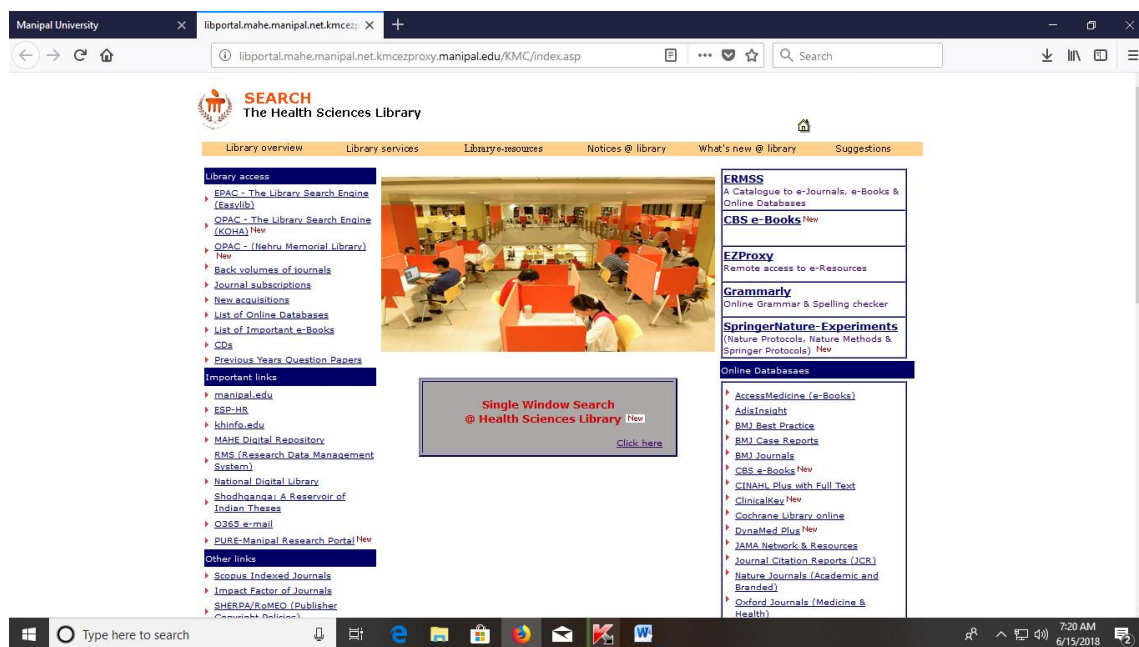 Manipal University
libportal.mahe.manipal.net.kmcezp
libportal.mahe.manipal.net.kmcezproxy.manipal.edu/KMC/index.asp
Search
SEARCH
The Health Sciences Library
Library overview
Library services
Library e-resources
Notices @ library
What's new @ library
Suggestions
Library access
EPAC - The Library Search Engine
(Easylib)
OPAC - The Library Search Engine
(KOHA) New
OPAC - (Nehru Memorial Library)
New
Back volumes of journals
Journal subscriptions
New acquisitions
List of Online Databases
List of Important e-Books
CDs
Previous Years Question Papers
Important links
manipal.edu
ESP-HR
khinfo.edu
MAHE Digital Repository
RMS (Research Data Management
System)
National Digital Library
Shodhganga: A Reservoir of
Indian Theses
O365 e-mail
PURE-Manipal Research Portal New
Other links
Scopus Indexed Journals
Impact Factor of Journals
SHERPA/RoMEO (Publisher
Copyright Policies)
Single Window Search
@ Health Sciences Library New
Click here
ERMSS
A Catalogue to e-Journals, e-Books &
Online Databases
CBS e-Books New
EZProxy
Remote access to e-Resources
Grammarly
Online Grammar & Spelling checker
SpringerNature-Experiments
(Nature Protocols, Nature Methods &
Springer Protocols) New
Online Databasaes
AccessMedicine (e-Books)
AdisInsight
BMJ Best Practice
BMJ Case Reports
BMJ Journals
CBS e-Books New
CINAHL Plus with Full Text
ClinicalKey New
Cochrane Library online
DynaMed Plus New
JAMA Network & Resources
Journal Citation Reports (JCR)
Nature Journals (Academic and
Branded)
Oxford Journals (Medicine &
Health)
Type here to search
7:20 AM
6/15/2018